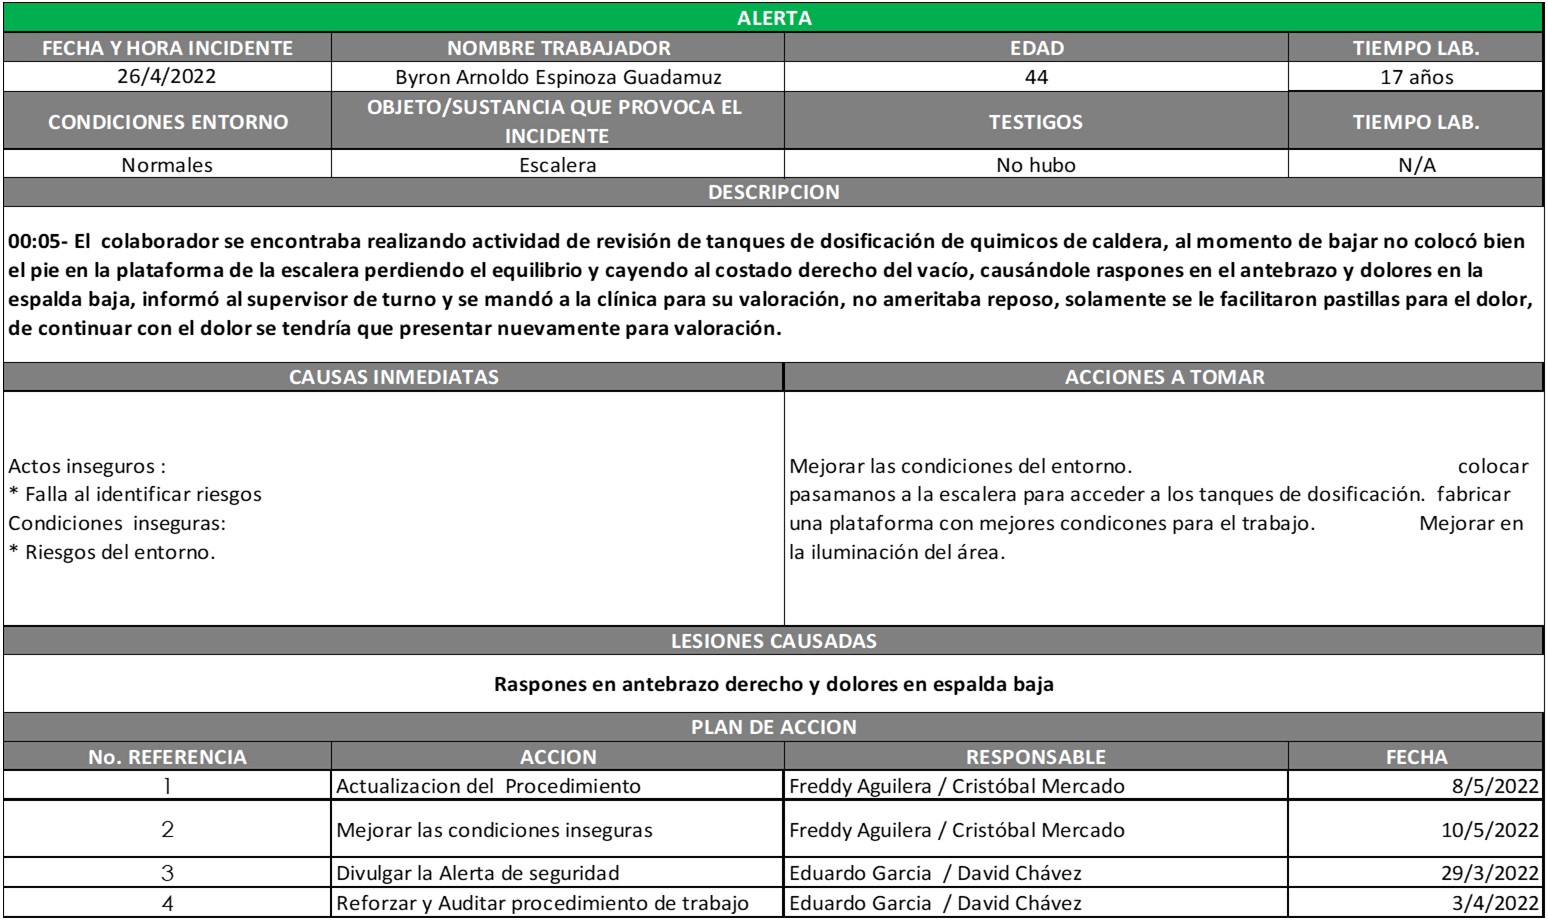 ALERTA
FECHA Y HORA INCIDENTE NOMBRE TRABAJADOR EDAD TIEMPO LAB.
26/4/2022 Byron Arnoldo Espinoza Guadamuz 44 17 años
CONDICIONES ENTORNO OBJETO/SUSTANCIA QUE PROVOCA EL INCIDENTE TESTIGOS TIEMPO LAB.
Normales Escalera No hubo N/A
DESCRIPCION
00:05- El colaborador se encontraba realizando actividad de revisión de tanques de dosificación de quimicos de caldera, al momento de bajar no colocó bien
el pie en la plataforma de la escalera perdiendo el equilibrio y cayendo al costado derecho del vacío, causándole raspones en el antebrazo y dolores en la
espalda baja, informó al supervisor de turno y se mandó a la clínica para su valoración, no ameritaba reposo, solamente se le facilitaron pastillas para el dolor,
de continuar con el dolor se tendría que presentar nuevamente para valoración.
CAUSAS INMEDIATAS ACCIONES A TOMAR
Actos inseguros :
* Falla al identificar riesgos
Condiciones inseguras:
* Riesgos del entorno.
Mejorar las condiciones del entorno. colocar
pasamanos a la escalera para acceder a los tanques de dosificación. fabricar
una plataforma con mejores condicones para el trabajo. Mejorar en
la iluminación del área.
LESIONES CAUSADAS
Raspones en antebrazo derecho y dolores en espalda baja
PLAN DE ACCION
No. REFERENCIA ACCION RESPONSABLE FECHA
1 Actualizacion del Procedimiento Freddy Aguilera / Cristóbal Mercado 8/5/2022
2 Mejorar las condiciones inseguras Freddy Aguilera / Cristóbal Mercado 10/5/2022
3 Divulgar la Alerta de seguridad Eduardo Garcia / David Chávez 29/3/2022
4 Reforzar y Auditar procedimiento de trabajo Eduardo Garcia / David Chávez 3/4/2022